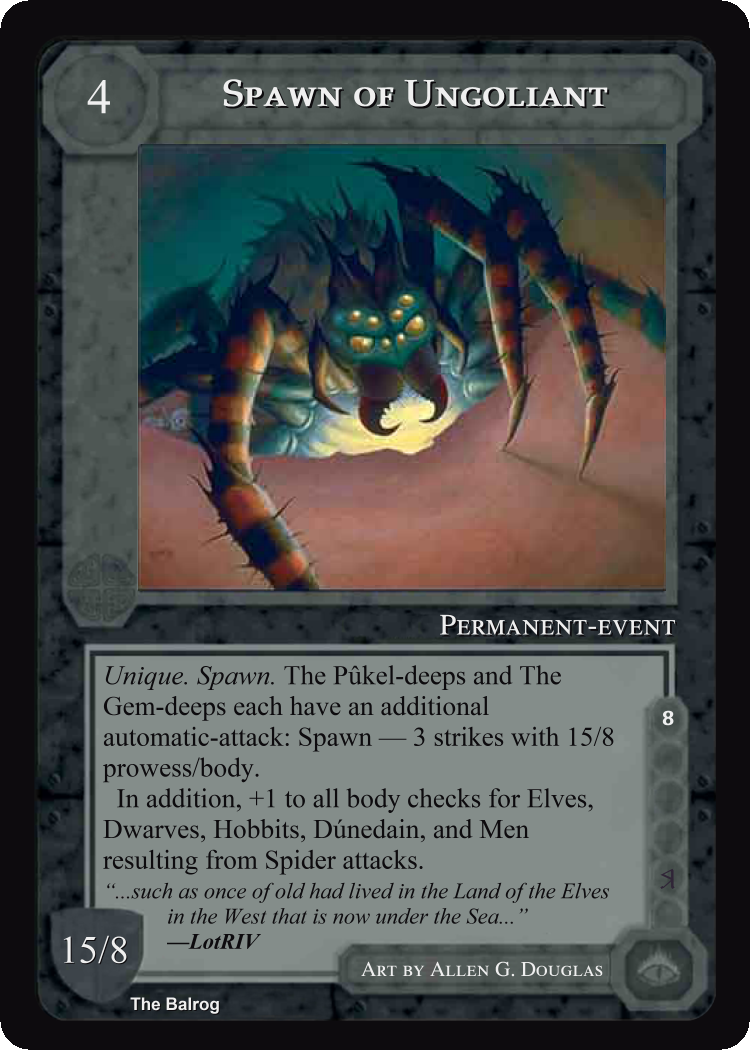 4
Spawn of Ungoliant
Permanent-event
Unique. Spawn. The Pûkel-deeps and The
Gem-deeps each have an additional
automatic-attack: Spawn — 3 strikes with 15/8
prowess/body.
In addition, +1 to all body checks for Elves,
Dwarves, Hobbits, Dúnedain, and Men
resulting from Spider attacks.
“...such as once of old had lived in the Land of the Elves
in the West that is now under the Sea...”
—LotRIV
8
15/8
Art by Allen G. Douglas
The Balrog